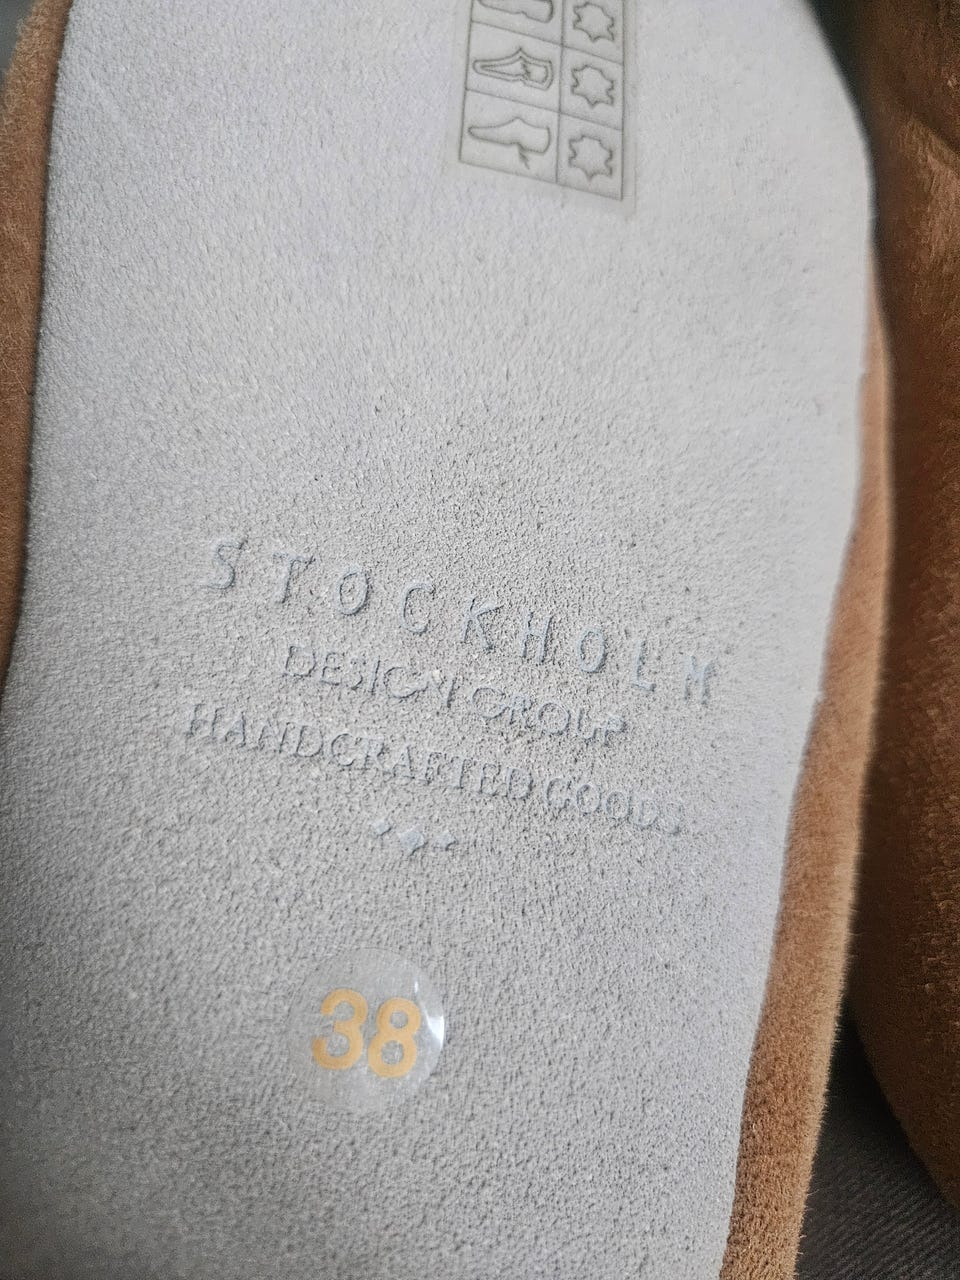 STOCKHOLM
DESIGN GROUP
HANDCRAFTED GOODS
38